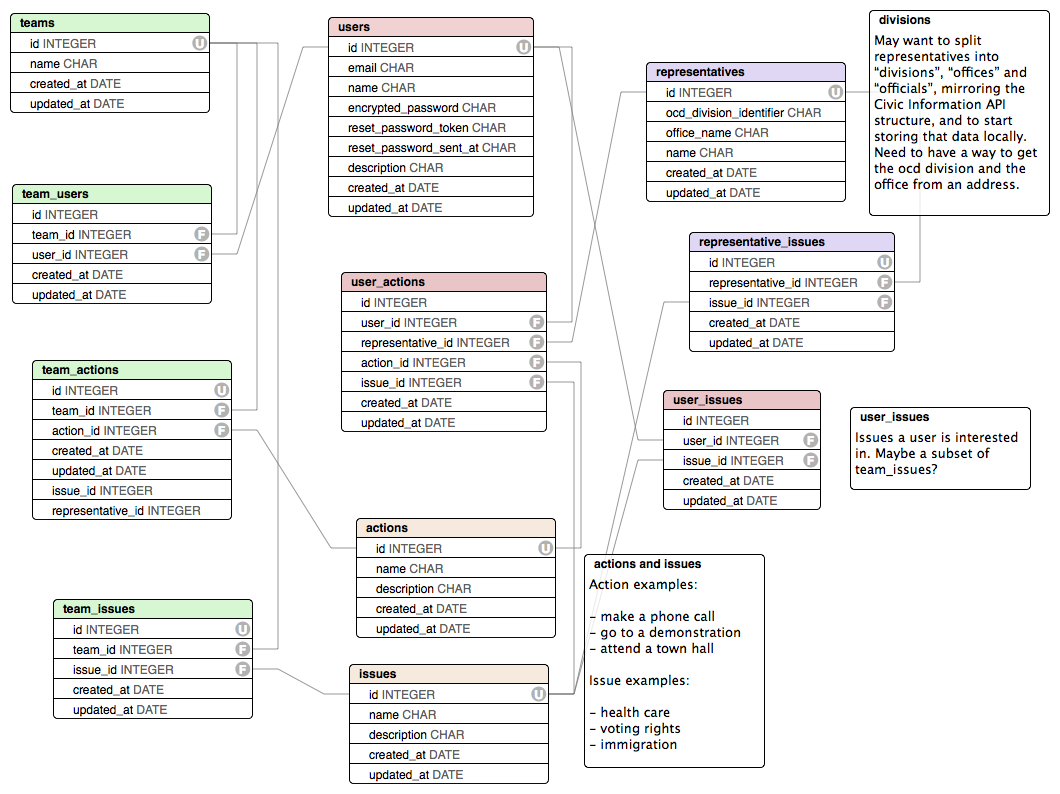 teams
id INTEGER U
name CHAR
created_at DATE
updated_at DATE
team_users
id INTEGER
team_id INTEGER F
user_id INTEGER F
created_at DATE
updated_at DATE
team_actions
id INTEGER U
team_id INTEGER F
action_id INTEGER F
created_at DATE
updated_at DATE
issue_id INTEGER
representative_id INTEGER
team_issues
id INTEGER U
team_id INTEGER F
issue_id INTEGER F
created_at DATE
updated_at DATE
users
id INTEGER U
email CHAR
name CHAR
encrypted_password CHAR
reset_password_token CHAR
reset_password_sent_at CHAR
description CHAR
created_at DATE
updated_at DATE
user_actions
id INTEGER
user_id INTEGER F
representative_id INTEGER F
action_id INTEGER F
issue_id INTEGER F
created_at DATE
updated_at DATE
actions
id INTEGER U
name CHAR
description CHAR
created_at DATE
updated_at DATE
issues
id INTEGER U
name CHAR
description CHAR
created_at DATE
updated_at DATE
representatives
id INTEGER U
ocd_division_identifier CHAR
office_name CHAR
name CHAR
created_at DATE
updated_at DATE
representative_issues
id INTEGER U
representative_id INTEGER F
issue_id INTEGER F
created_at DATE
updated_at DATE
user_issues
id INTEGER
user_id INTEGER F
issue_id INTEGER F
created_at DATE
updated_at DATE
actions and issues
Action examples:
- make a phone call
- go to a demonstration
- attend a town hall
Issue examples:
- health care
- voting rights
- immigration
divisions
May want to split
representatives into
“divisions”, “offices” and
“officials”, mirroring the
Civic Information API
structure, and to start
storing that data locally.
Need to have a way to get
the ocd division and the
office from an address.
user_issues
Issues a user is interested
in. Maybe a subset of
team_issues?